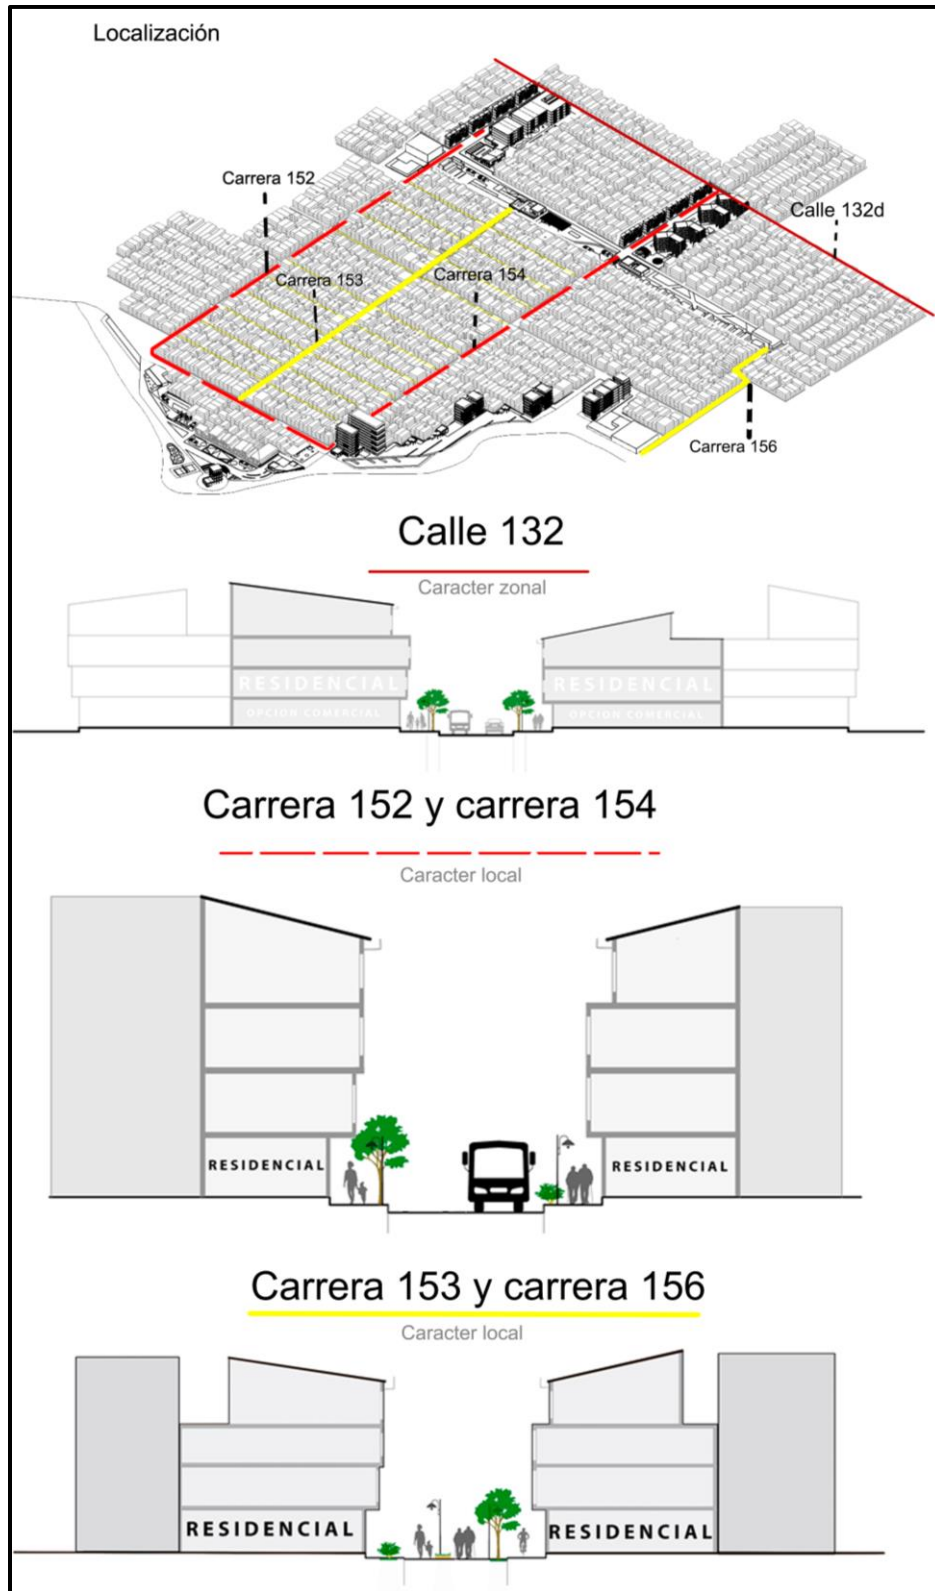 Localización
Carrera 152
Calle 132d
Carrera 153
Carrera 154
Carrera 156
Calle 132
Caracter zonal
RESIDENCIAL
RESIDENCIAL
OPCION COMERCIAL
OPCION COMERCIAL
Carrera 152 y carrera 154
Caracter local
RESIDENCIAL
RESIDENCIAL
Carrera 153 y carrera 156
Caracter local
RESIDENCIAL
RESIDENCIAL